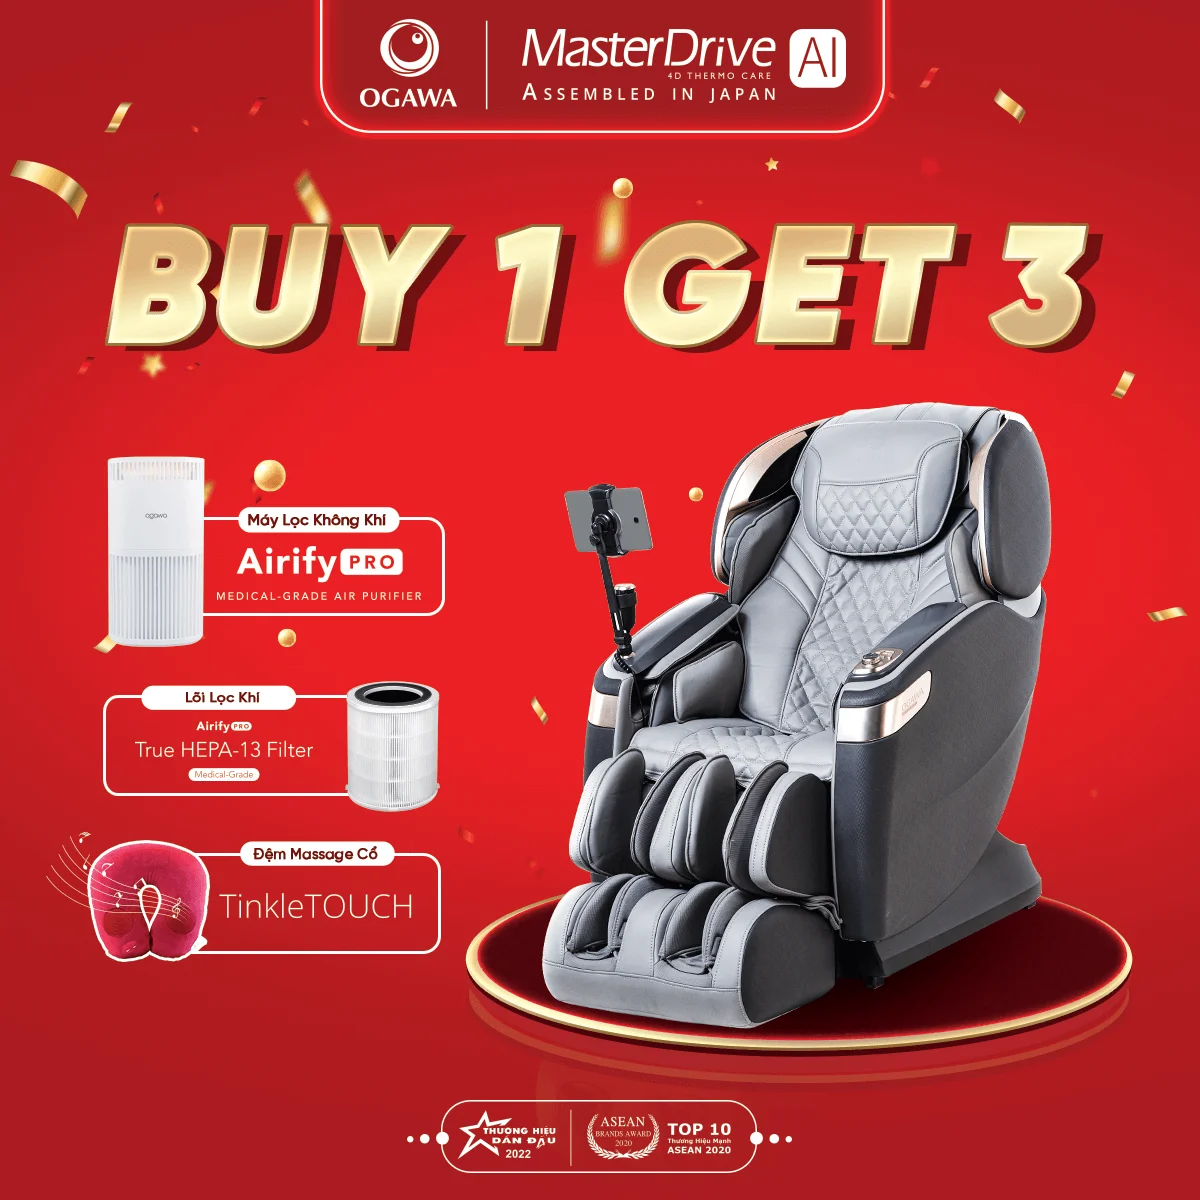 OGAWA
MasterDrive AI
4D THERMO CARE
ASSEMBLED IN JAPAN
BUY 1 GET 3
ogawa
Máy Lọc Không Khí
Airify PRO
MEDICAL-GRADE AIR PURIFIER
Lõi Lọc Khí
Airify PRO
True HEPA-13 Filter
Medical-Grade
Đệm Massage Cổ
TinkleTOUCH
OGAWA
THƯƠNG HIỆU
DẪN ĐẦU
2022
ASEAN
BRANDS AWARD
2020
TOP 10
Thương Hiệu Mạnh
ASEAN 2020